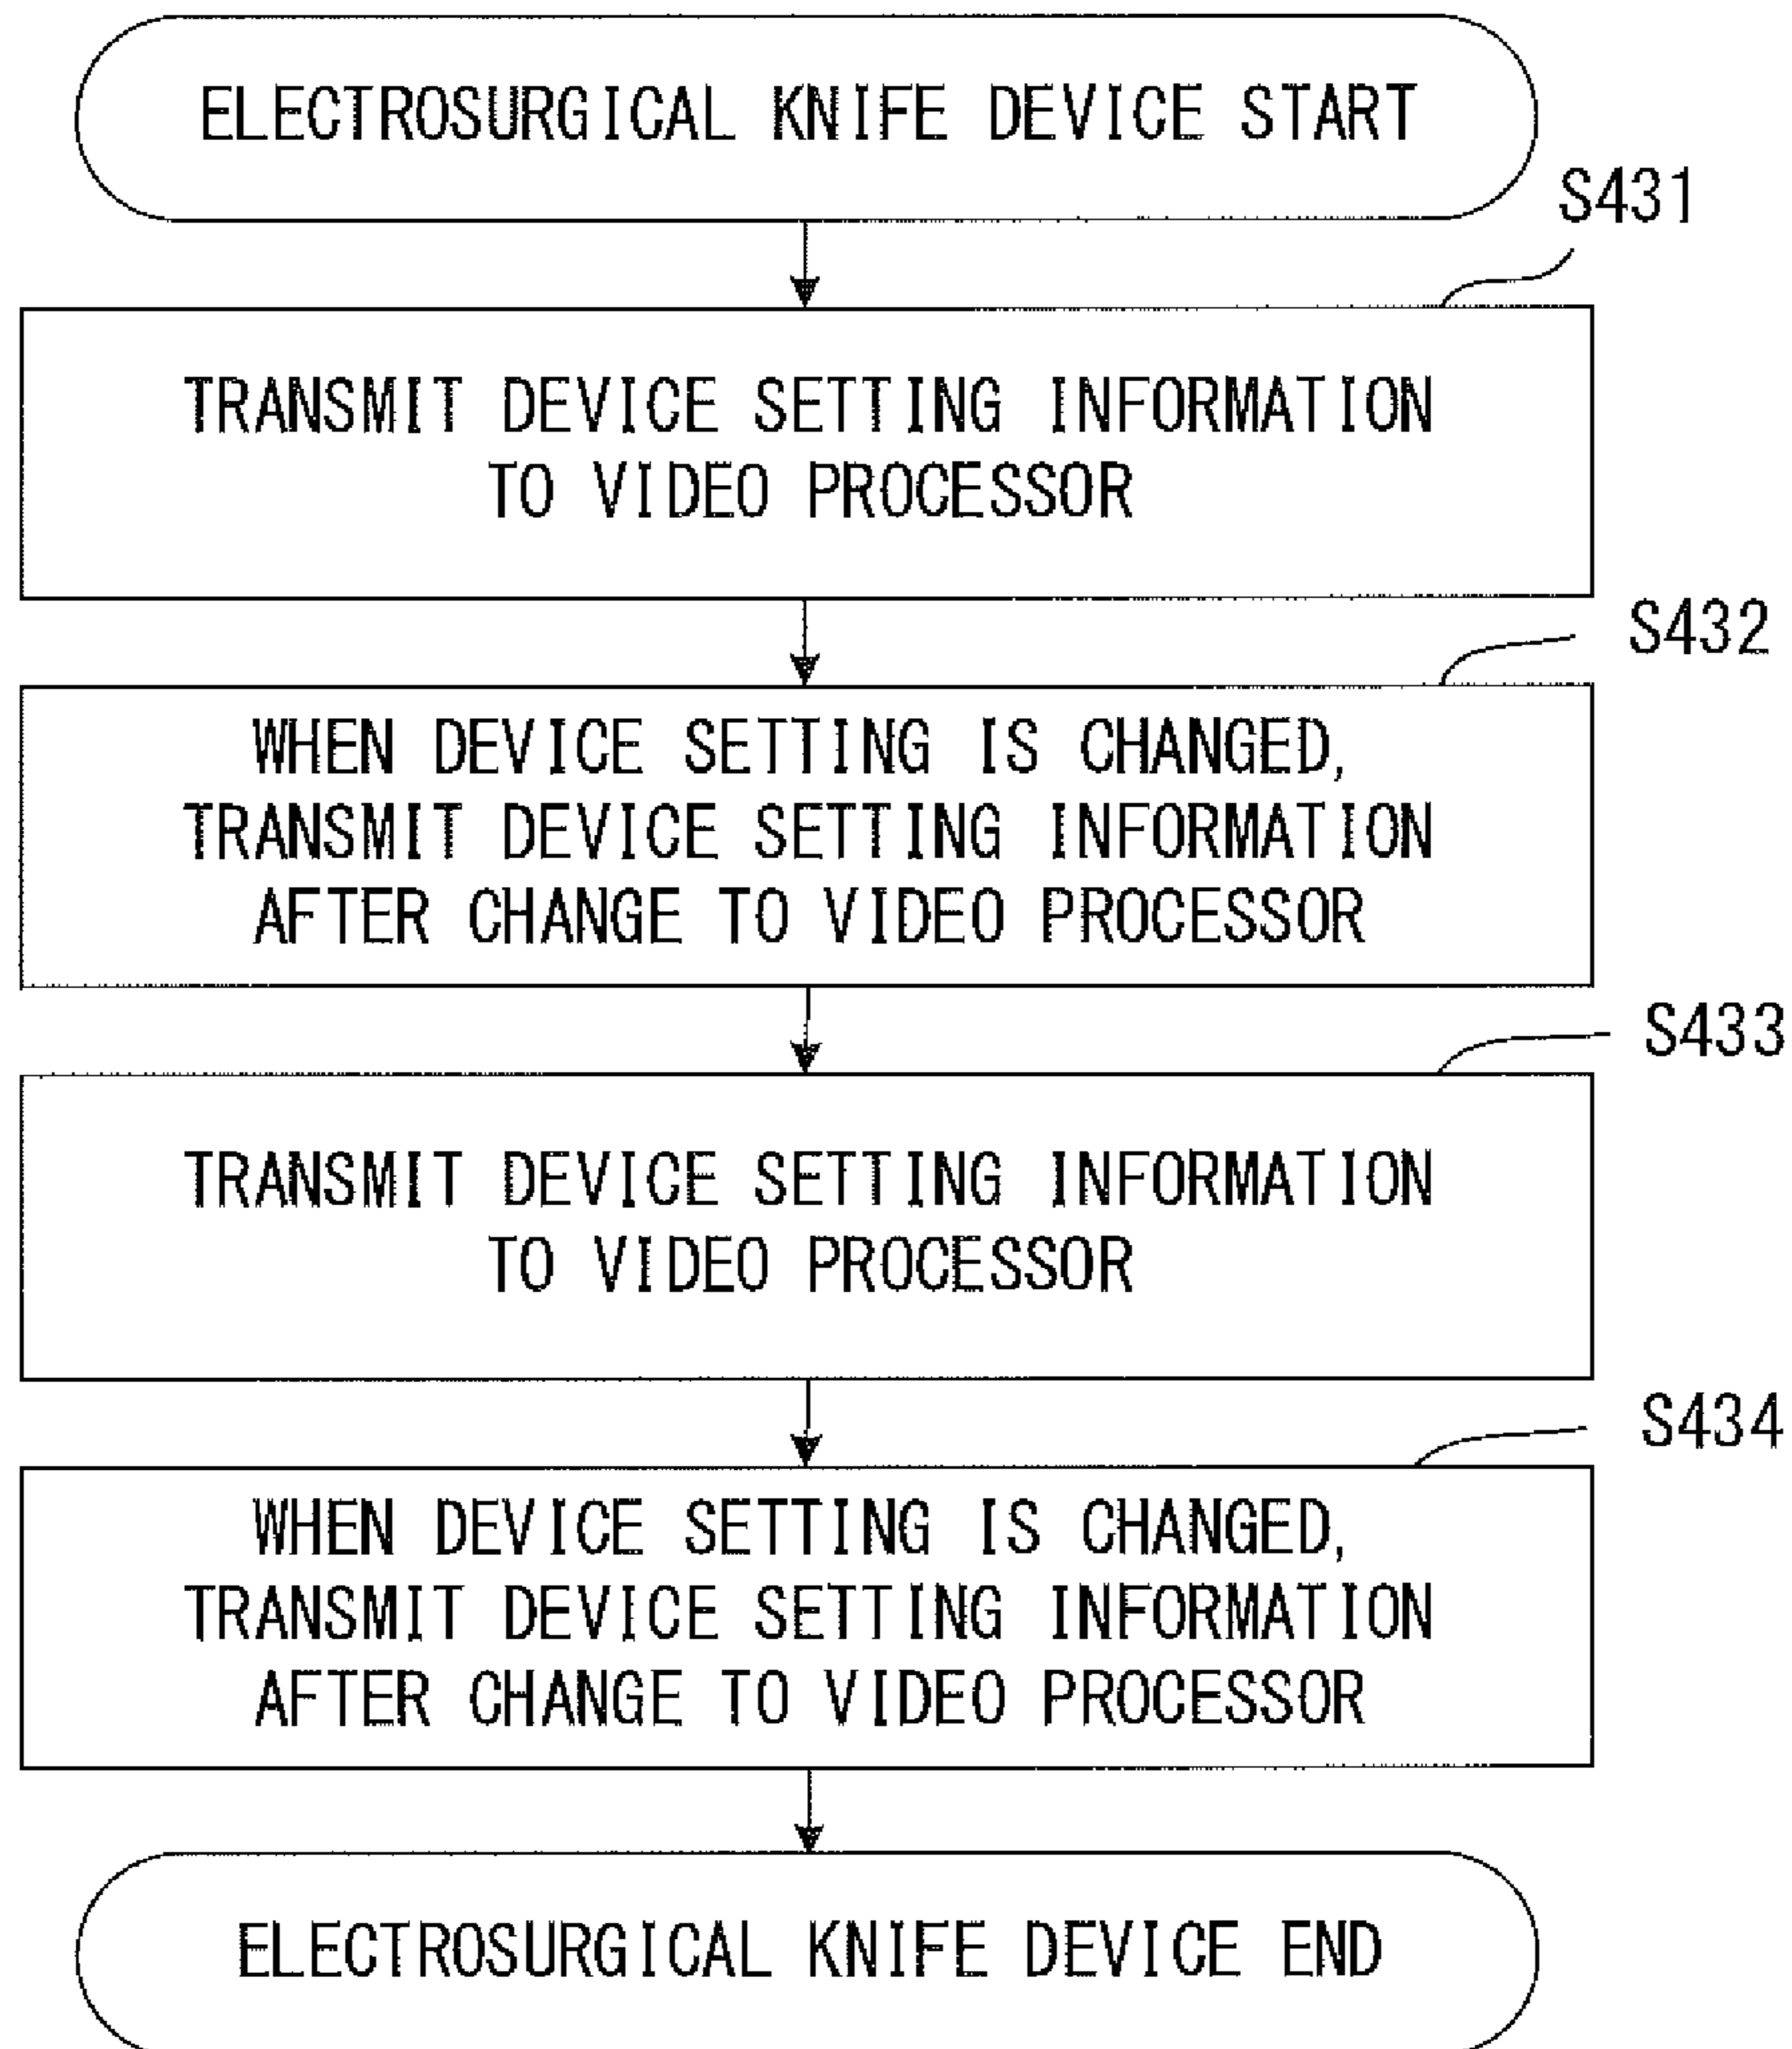 ELECTROSURGICAL KNIFE DEVICE START
S431
TRANSMIT DEVICE SETTING INFORMATION
TO VIDEO PROCESSOR
S432
WHEN DEVICE SETTING IS CHANGED,
TRANSMIT DEVICE SETTING INFORMATION
AFTER CHANGE TO VIDEO PROCESSOR
S433
TRANSMIT DEVICE SETTING INFORMATION
TO VIDEO PROCESSOR
S434
WHEN DEVICE SETTING IS CHANGED,
TRANSMIT DEVICE SETTING INFORMATION
AFTER CHANGE TO VIDEO PROCESSOR
ELECTROSURGICAL KNIFE DEVICE END